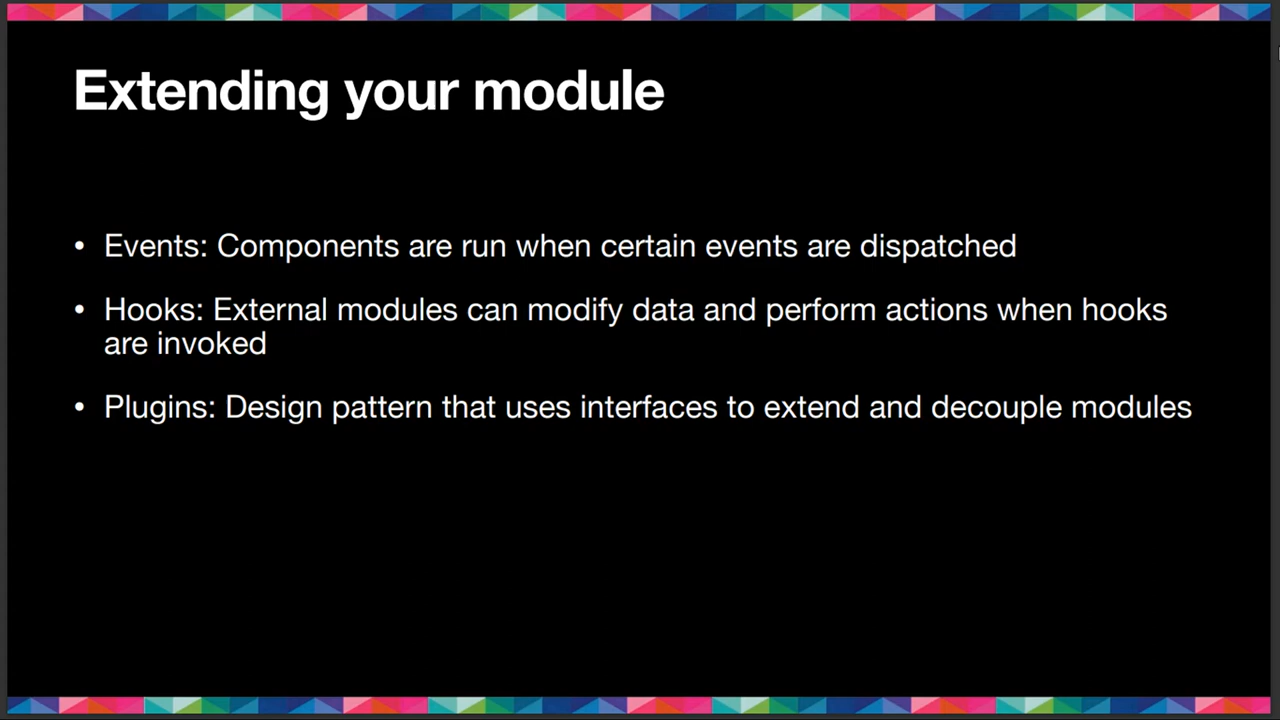 Extending your module
• Events: Components are run when certain events are dispatched
• Hooks: External modules can modify data and perform actions when hooks
are invoked
• Plugins: Design pattern that uses interfaces to extend and decouple modules